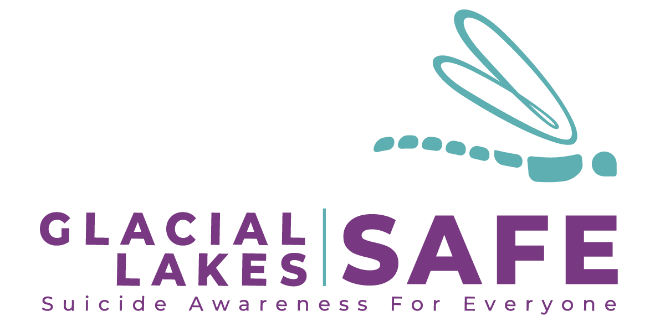 GLACIAL
LAKES
SAFE
Suicide Awareness For Everyone